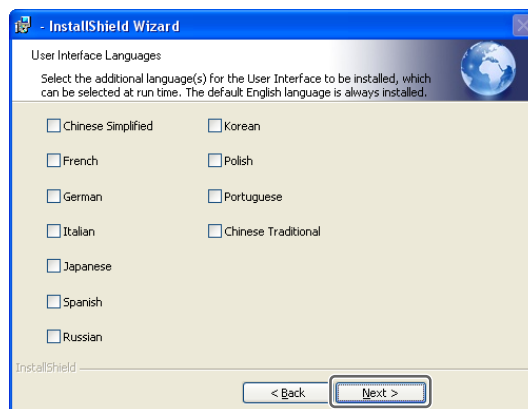 - InstallShield Wizard
User Interface Languages
Select the additional language(s) for the User Interface to be installed, which
can be selected at run time. The default English language is always installed.
Chinese Simplified
Korean
French
Polish
German
Portuguese
Italian
Chinese Traditional
Japanese
Spanish
Russian
InstallShield
< Back
Next >